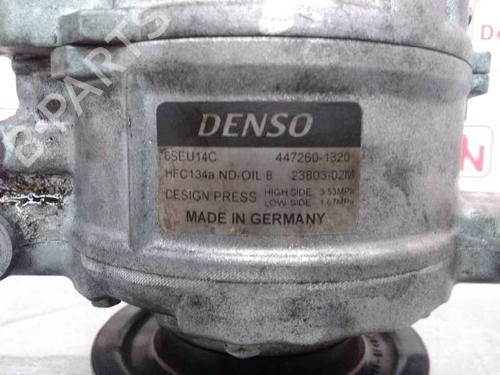 DENSO
6SEU14C 447260-1320
HFC134a ND-OIL 8 23803-02M
DESIGN PRESS HIGH SIDE 3.53MPa
LOW SIDE 1.67MPa
MADE IN GERMANY
B-PARTS
De